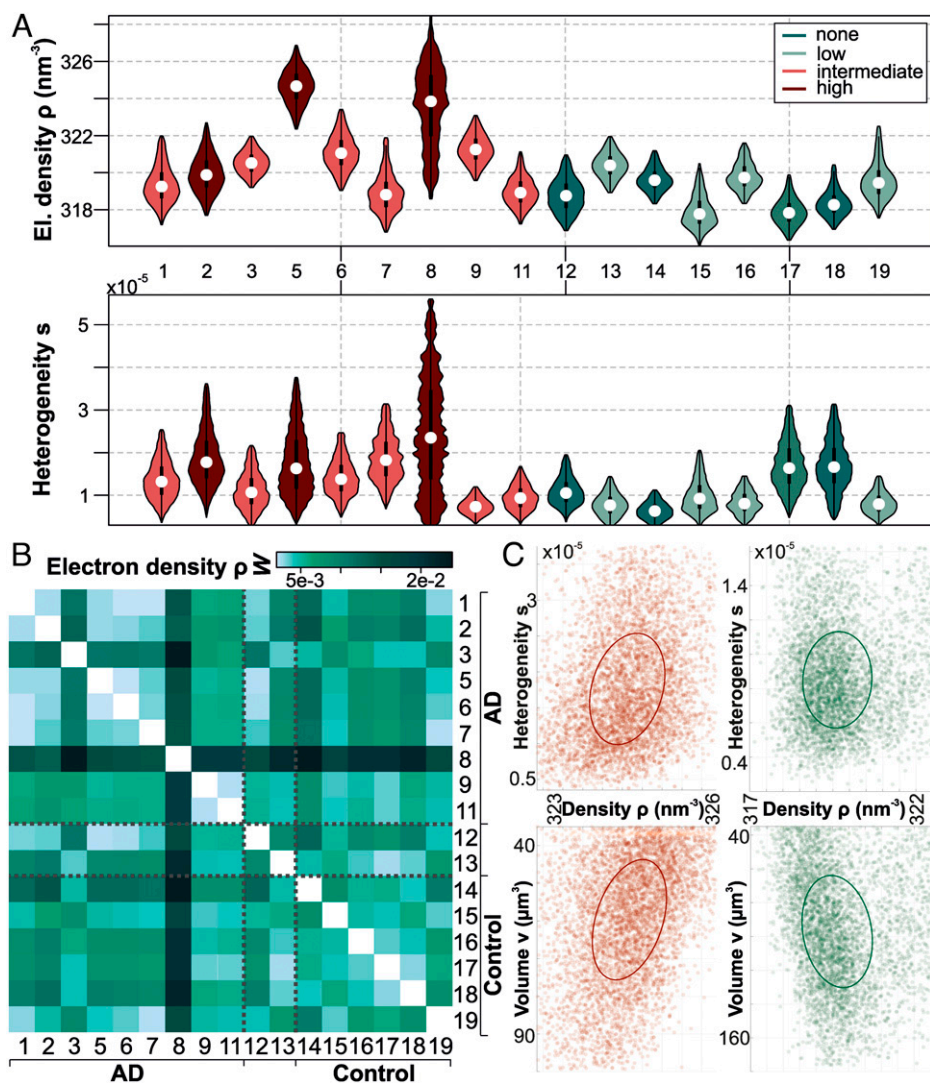 A
El. density ρ (nm⁻³)
326
322
318
none
low
intermediate
high
1 2 3 5 6 7 8 9 11 12 13 14 15 16 17 18 19
x10⁻⁵
Heterogeneity s
5
3
1
B
Electron density ρ
W
5e-3 2e-2
1
2
3
5
6
7
8
9
11
12
13
14
15
16
17
18
19
AD
Control
1 2 3 5 6 7 8 9 11 12 13 14 15 16 17 18 19
AD Control
C
x10⁻⁵
Heterogeneity s
3
0.5
x10⁻⁵
Heterogeneity s
1.4
0.4
323 Density ρ (nm⁻³) 326
317 Density ρ (nm⁻³) 322
40
Volume v (µm³)
90
40
Volume v (µm³)
160